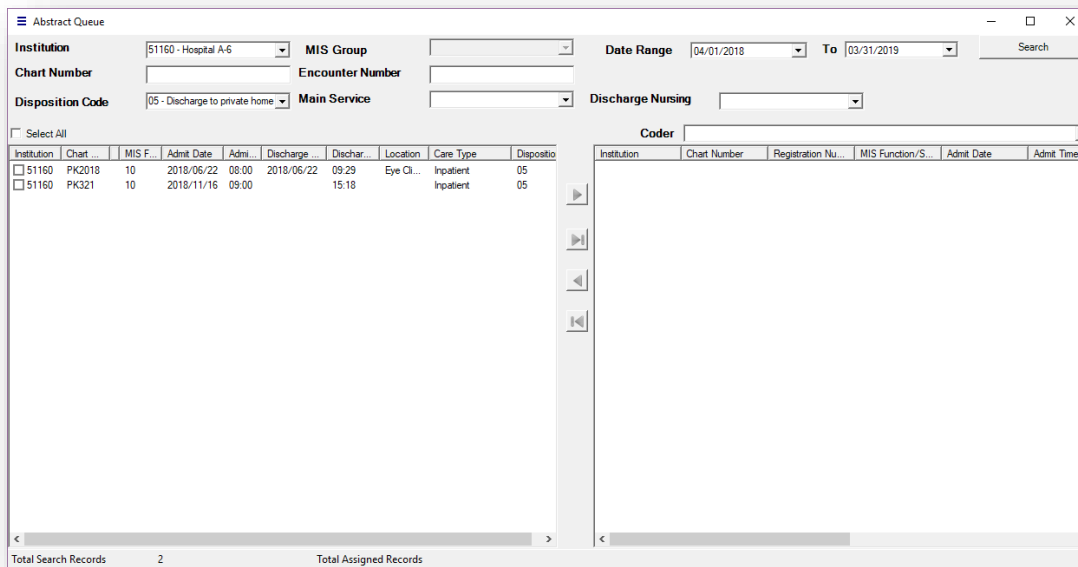 Abstract Queue
Institution 51160 - Hospital A-6 MIS Group Date Range 04/01/2018 To 03/31/2019 Search
Chart Number Encounter Number
Disposition Code 05 - Discharge to private home Main Service Discharge Nursing
Select All Coder
Institution Chart ... MIS F... Admit Date Admi... Discharge ... Dischar... Location Care Type Dispositio Institution Chart Number Registration Nu... MIS Function/S... Admit Date Admit Time
51160 PK2018 10 2018/06/22 08:00 2018/06/22 09:29 Eye Cli... Inpatient 05
51160 PK321 10 2018/11/16 09:00 15:18 Inpatient 05
Total Search Records 2 Total Assigned Records